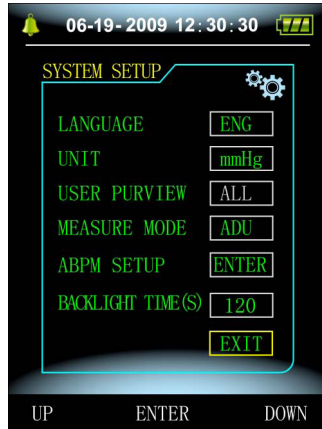 06-19-2009 12:30:30
SYSTEM SETUP
LANGUAGE ENG
UNIT mmHg
USER PURVIEW ALL
MEASURE MODE ADU
ABPM SETUP ENTER
BACKLIGHT TIME(S) 120
EXIT
UP ENTER DOWN